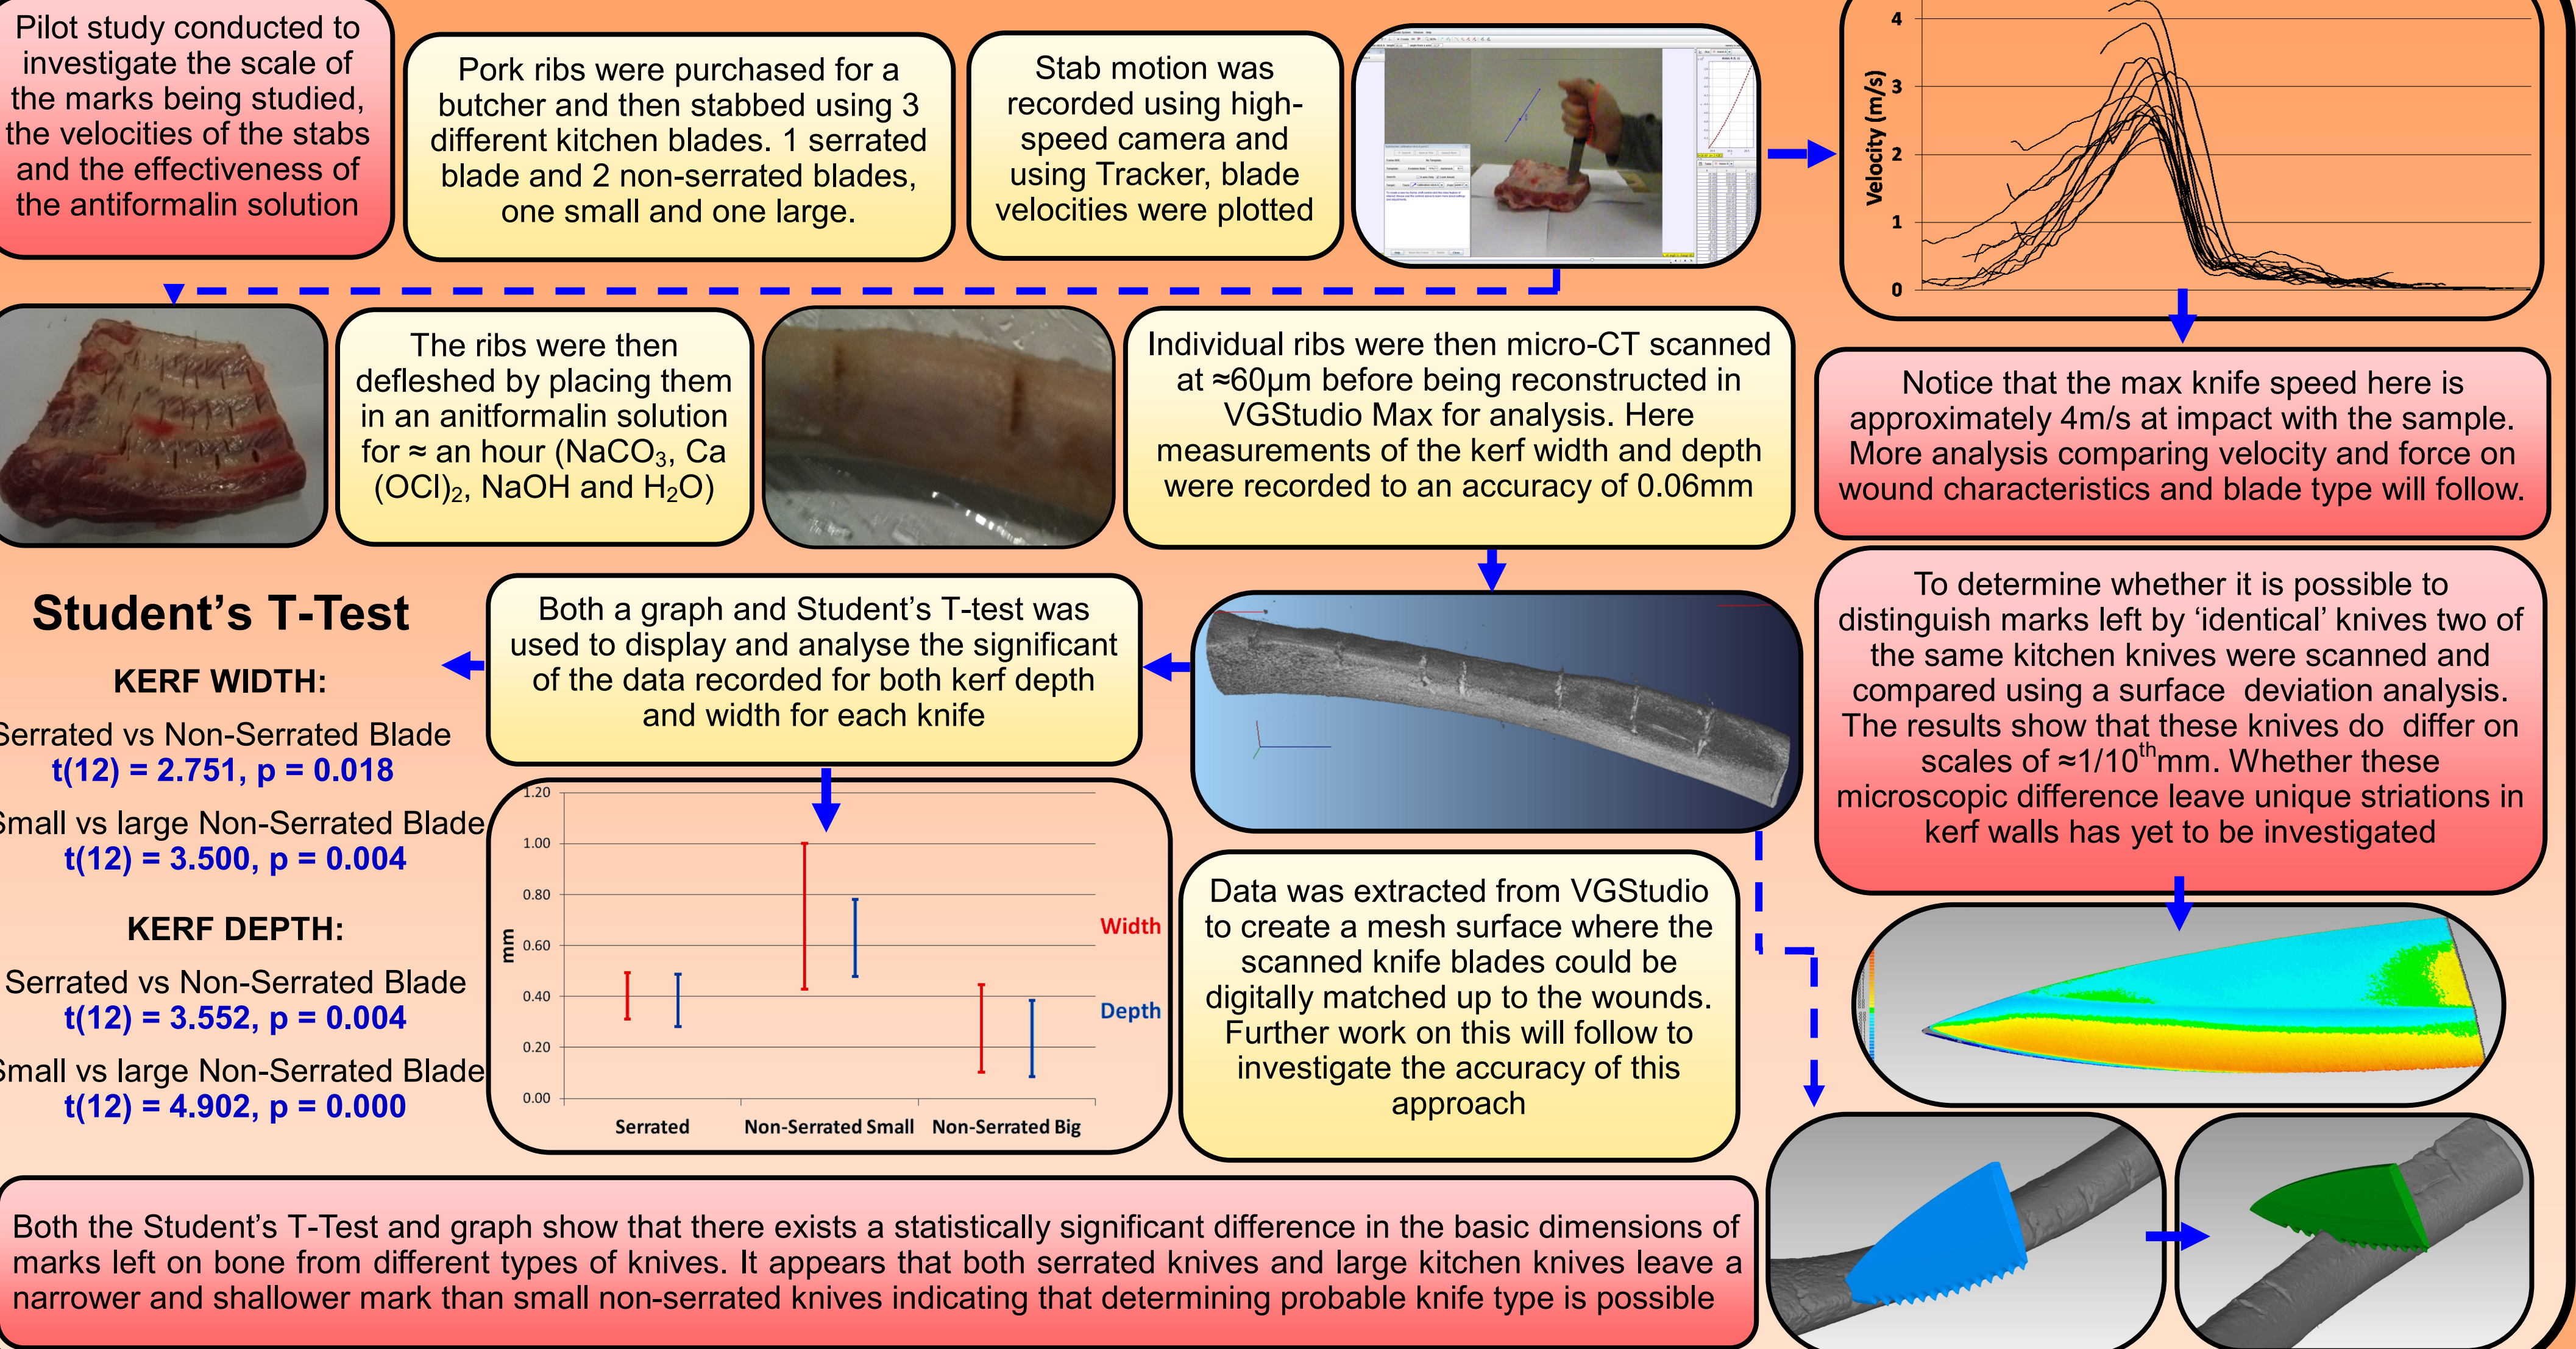 Pilot study conducted to
investigate the scale of
the marks being studied,
the velocities of the stabs
and the effectiveness of
the antiformalin solution
Pork ribs were purchased for a
butcher and then stabbed using 3
different kitchen blades. 1 serrated
blade and 2 non-serrated blades,
one small and one large.
Stab motion was
recorded using high-
speed camera and
using Tracker, blade
velocities were plotted
Velocity (m/s)
4
3
2
1
0
The ribs were then
defleshed by placing them
in an anitformalin solution
for ≈ an hour (NaCO₃, Ca
(OCl)₂, NaOH and H₂O)
Individual ribs were then micro-CT scanned
at ≈60µm before being reconstructed in
VGStudio Max for analysis. Here
measurements of the kerf width and depth
were recorded to an accuracy of 0.06mm
Notice that the max knife speed here is
approximately 4m/s at impact with the sample.
More analysis comparing velocity and force on
wound characteristics and blade type will follow.
Student’s T-Test
KERF WIDTH:
Serrated vs Non-Serrated Blade
t(12) = 2.751, p = 0.018
Small vs large Non-Serrated Blade
t(12) = 3.500, p = 0.004
KERF DEPTH:
Serrated vs Non-Serrated Blade
t(12) = 3.552, p = 0.004
Small vs large Non-Serrated Blade
t(12) = 4.902, p = 0.000
Both a graph and Student’s T-test was
used to display and analyse the significant
of the data recorded for both kerf depth
and width for each knife
To determine whether it is possible to
distinguish marks left by ‘identical’ knives two of
the same kitchen knives were scanned and
compared using a surface deviation analysis.
The results show that these knives do differ on
scales of ≈1/10ᵗʰmm. Whether these
microscopic difference leave unique striations in
kerf walls has yet to be investigated
mm
1.20
1.00
0.80
0.60
0.40
0.20
0.00
Width
Depth
Serrated
Non-Serrated Small
Non-Serrated Big
Data was extracted from VGStudio
to create a mesh surface where the
scanned knife blades could be
digitally matched up to the wounds.
Further work on this will follow to
investigate the accuracy of this
approach
Both the Student’s T-Test and graph show that there exists a statistically significant difference in the basic dimensions of
marks left on bone from different types of knives. It appears that both serrated knives and large kitchen knives leave a
narrower and shallower mark than small non-serrated knives indicating that determining probable knife type is possible